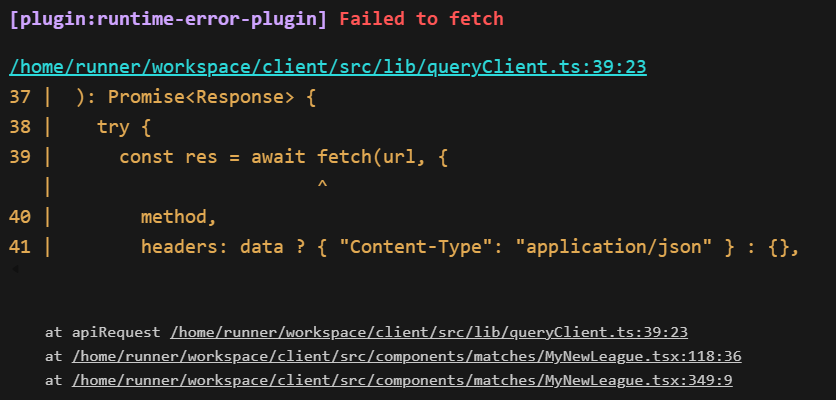 [plugin:runtime-error-plugin] Failed to fetch
/home/runner/workspace/client/src/lib/queryClient.ts:39:23
37 |  ): Promise<Response> {
38 |    try {
39 |      const res = await fetch(url, {
   |                        ^
40 |        method,
41 |        headers: data ? { "Content-Type": "application/json" } : {},
at apiRequest /home/runner/workspace/client/src/lib/queryClient.ts:39:23
at /home/runner/workspace/client/src/components/matches/MyNewLeague.tsx:118:36
at /home/runner/workspace/client/src/components/matches/MyNewLeague.tsx:349:9